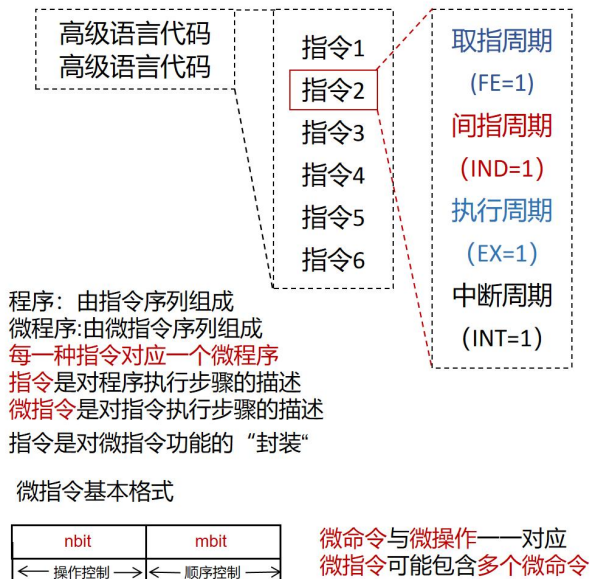 高级语言代码
高级语言代码
指令1
指令2
指令3
指令4
指令5
指令6
取指周期
(FE=1)
间指周期
(IND=1)
执行周期
(EX=1)
中断周期
(INT=1)
程序：由指令序列组成
微程序:由微指令序列组成
每一种指令对应一个微程序
指令是对程序执行步骤的描述
微指令是对指令执行步骤的描述
指令是对微指令功能的“封装“
微指令基本格式
nbit mbit
操作控制 顺序控制
微命令与微操作一一对应
微指令可能包含多个微命令